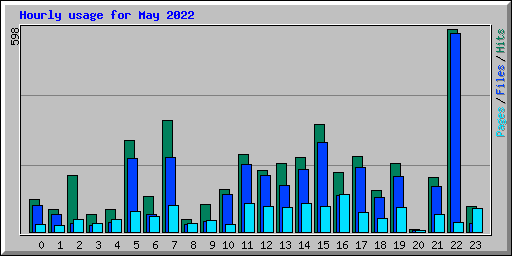 Hourly usage for May 2022
598
Pages / Files / Hits
0 1 2 3 4 5 6 7 8 9 10 11 12 13 14 15 16 17 18 19 20 21 22 23